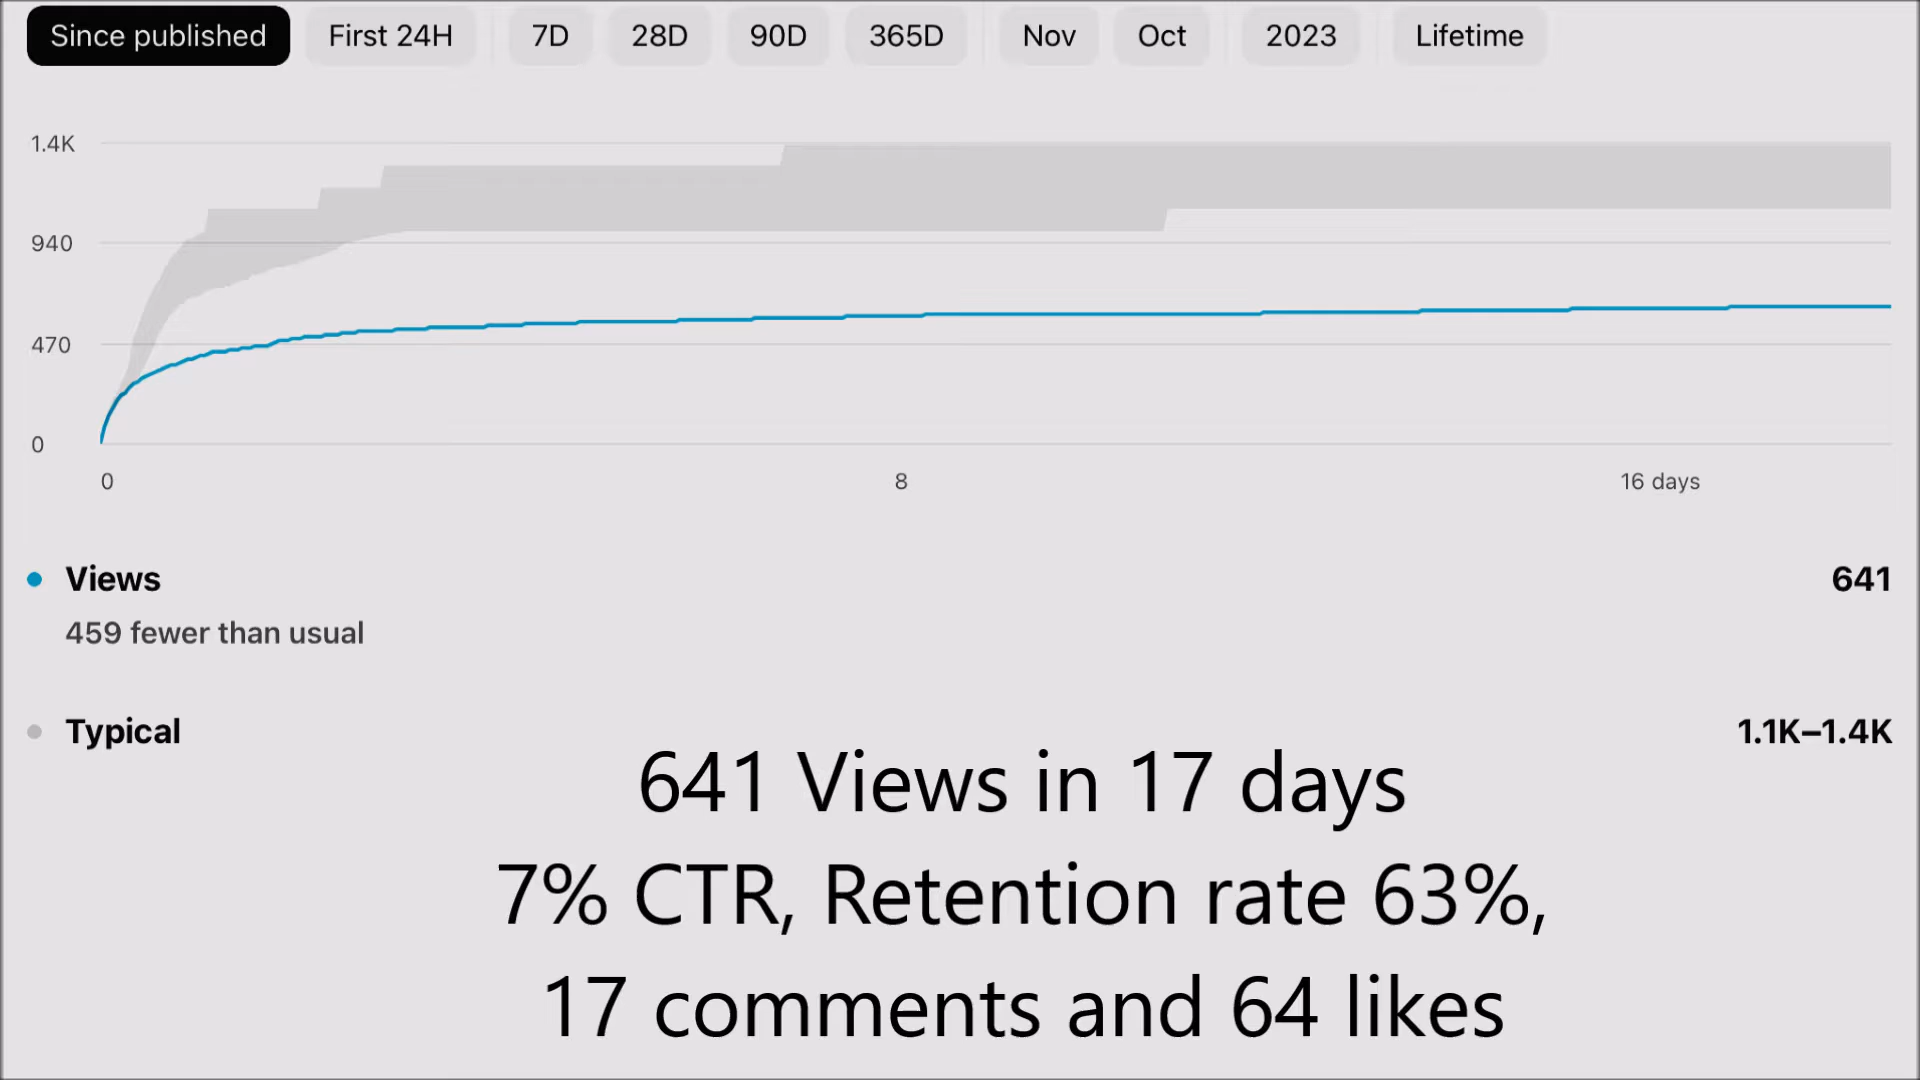 Since published First 24H 7D 28D 90D 365D Nov Oct 2023 Lifetime
1.4K
940
470
0
0 8 16 days
Views 641
459 fewer than usual
Typical 1.1K–1.4K
641 Views in 17 days
7% CTR, Retention rate 63%,
17 comments and 64 likes